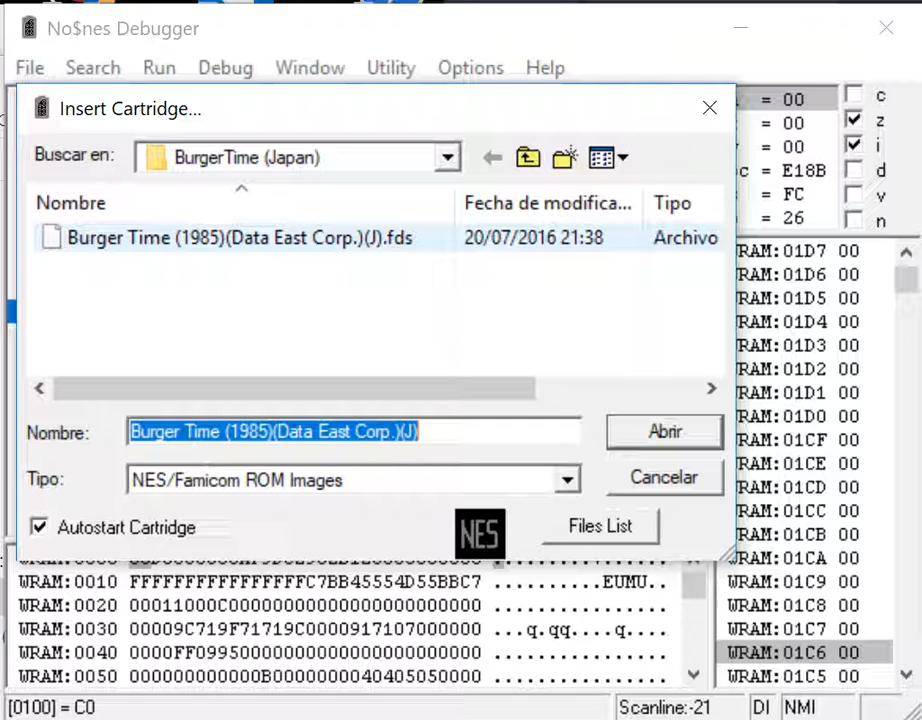 No$nes Debugger
File Search Run Debug Window Utility Options Help
Insert Cartridge...
Buscar en: BurgerTime (Japan)
Nombre Fecha de modifica... Tipo
Burger Time (1985)(Data East Corp.)(J).fds 20/07/2016 21:38 Archivo
Nombre: Burger Time (1985)(Data East Corp.)(J) Abrir
Tipo: NES/Famicom ROM Images Cancelar
Autostart Cartridge NES Files List
= 00 c
= 00 z
= 00 i
= E18B d
= FC v
= 26 n
WRAM:01D7 00
WRAM:01D6 00
WRAM:01D5 00
WRAM:01D4 00
WRAM:01D3 00
WRAM:01D2 00
WRAM:01D1 00
WRAM:01D0 00
WRAM:01CF 00
WRAM:01CE 00
WRAM:01CD 00
WRAM:01CC 00
WRAM:01CB 00
WRAM:01CA 00
WRAM:01C9 00
WRAM:01C8 00
WRAM:01C7 00
WRAM:01C6 00
WRAM:01C5 00
WRAM:0010 FFFFFFFFFFFFFFFFC7BB45554D55BBC7 ..........EUMU..
WRAM:0020 00011000C00000000000000000000000 ................
WRAM:0030 00009C719F71719C0000917107000000 ...q.qq....q....
WRAM:0040 0000FF09950000000000000000000000 ................
WRAM:0050 000000000000B0000000040405050000 ................
[0100] = C0 Scanline:-21 DI NMI